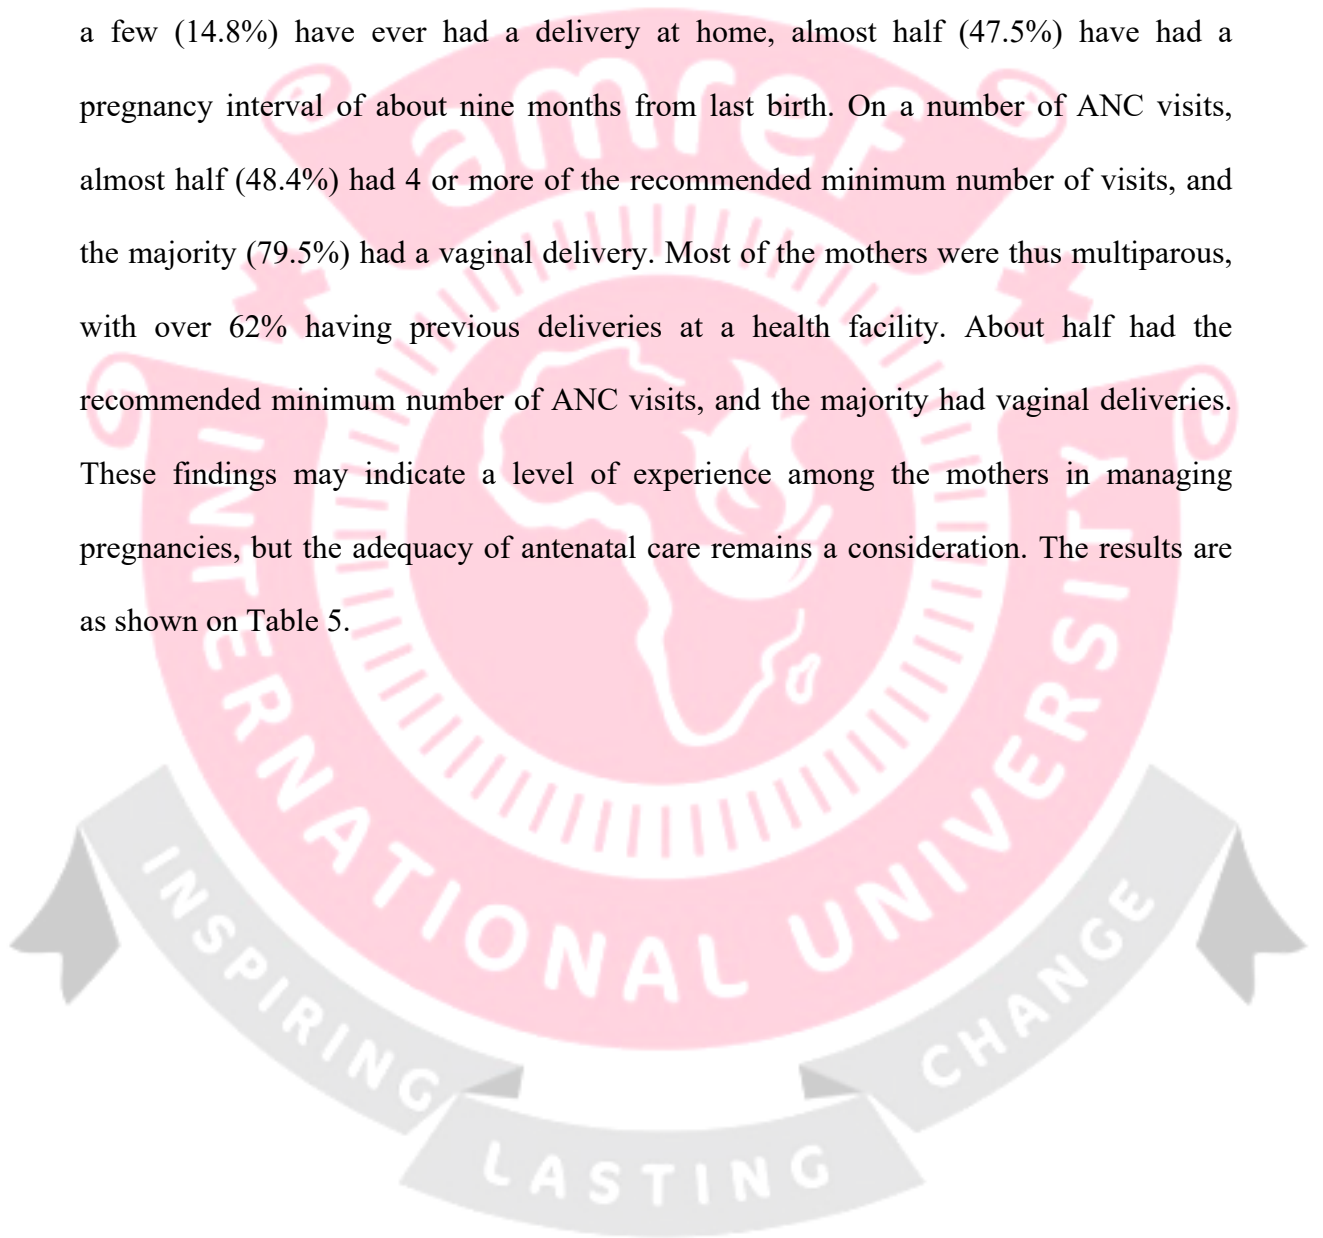 a few (14.8%) have ever had a delivery at home, almost half (47.5%) have had a
pregnancy interval of about nine months from last birth. On a number of ANC visits,
almost half (48.4%) had 4 or more of the recommended minimum number of visits, and
the majority (79.5%) had a vaginal delivery. Most of the mothers were thus multiparous,
with over 62% having previous deliveries at a health facility. About half had the
recommended minimum number of ANC visits, and the majority had vaginal deliveries.
These findings may indicate a level of experience among the mothers in managing
pregnancies, but the adequacy of antenatal care remains a consideration. The results are
as shown on Table 5.
amref
INTERNATIONAL UNIVERSITY
INSPIRING
LASTING
CHANGE